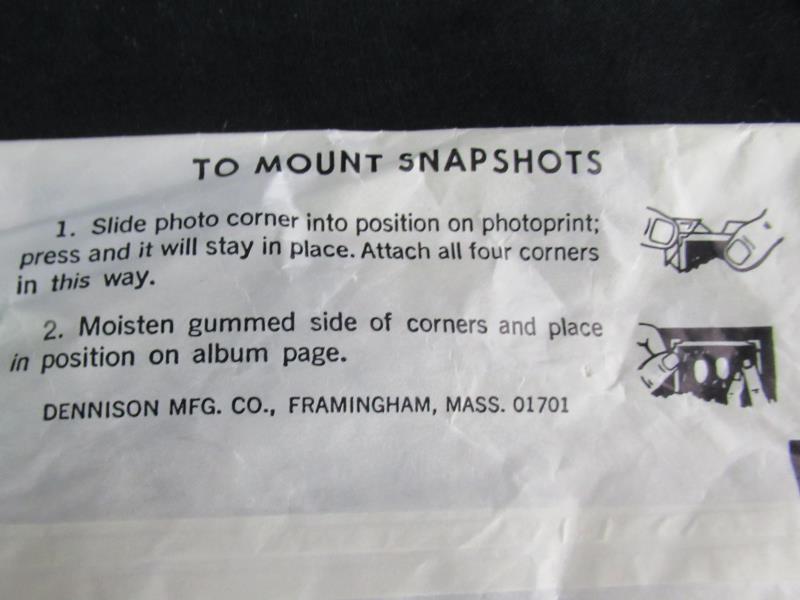 TO MOUNT SNAPSHOTS
1. Slide photo corner into position on photoprint;
press and it will stay in place. Attach all four corners
in this way.
2. Moisten gummed side of corners and place
in position on album page.
DENNISON MFG. CO., FRAMINGHAM, MASS. 01701